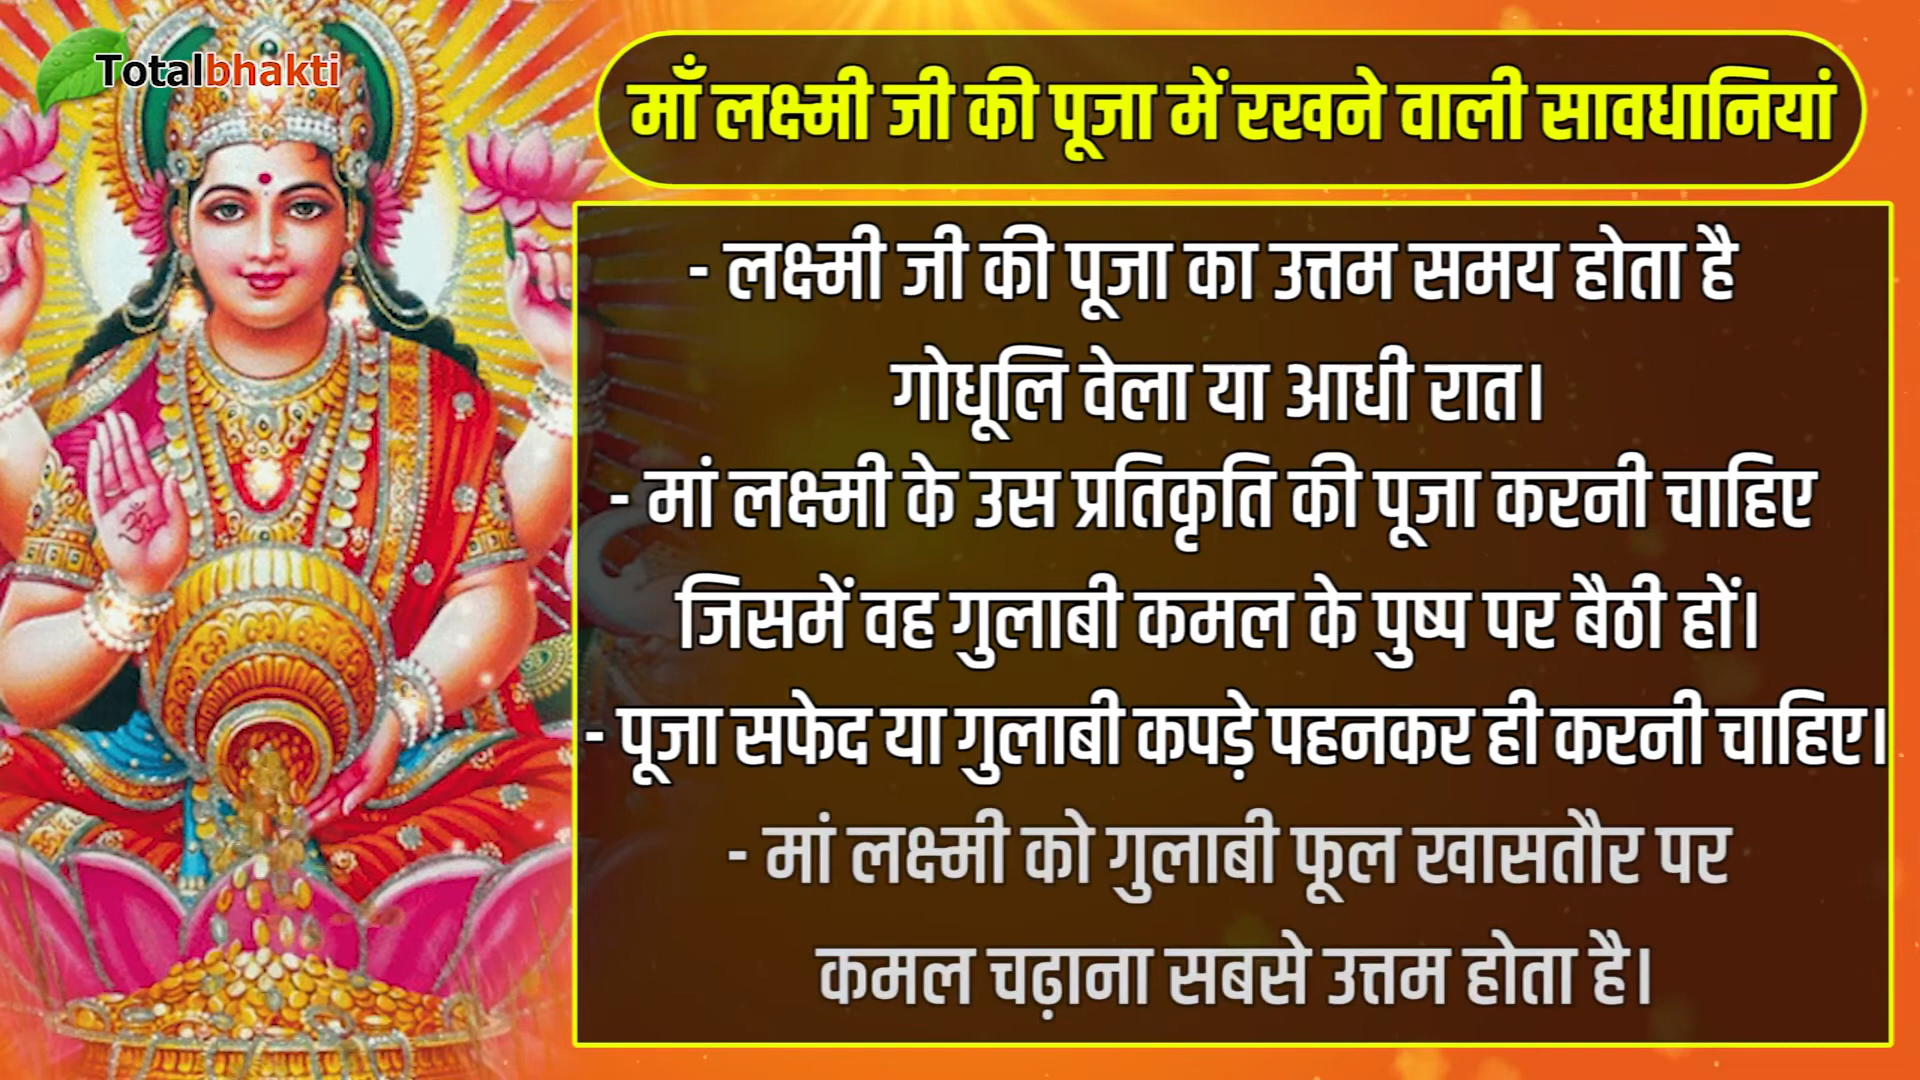 Totalbhakti
माँ लक्ष्मी जी की पूजा में रखने वाली सावधानियां
- लक्ष्मी जी की पूजा का उत्तम समय होता है
गोधूलि वेला या आधी रात।
- मां लक्ष्मी के उस प्रतिकृति की पूजा करनी चाहिए
जिसमें वह गुलाबी कमल के पुष्प पर बैठी हों।
- पूजा सफेद या गुलाबी कपड़े पहनकर ही करनी चाहिए।
- मां लक्ष्मी को गुलाबी फूल खासतौर पर
कमल चढ़ाना सबसे उत्तम होता है।
ॐ